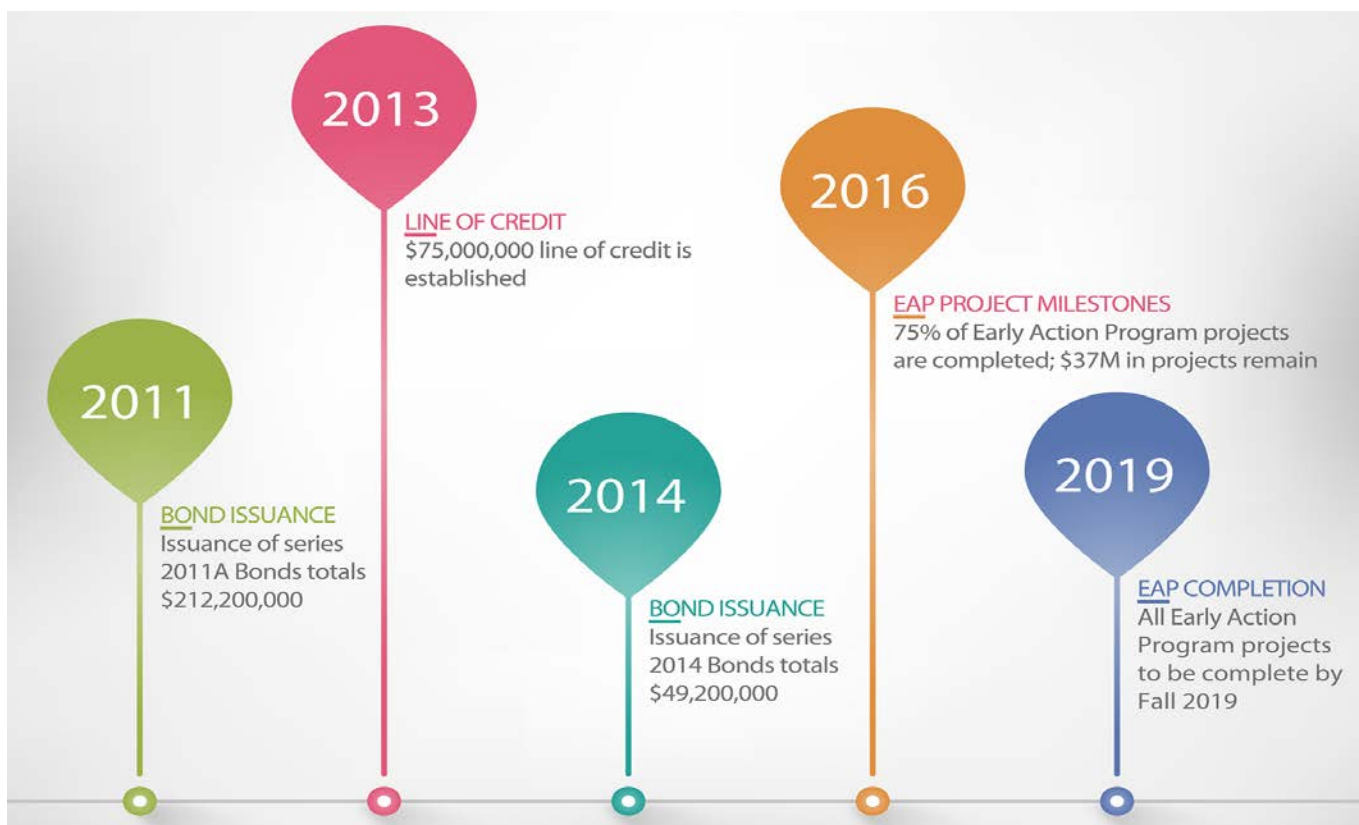 2011
BOND ISSUANCE
Issuance of series
2011A Bonds totals
$212,200,000
2013
LINE OF CREDIT
$75,000,000 line of credit is
established
2014
BOND ISSUANCE
Issuance of series
2014 Bonds totals
$49,200,000
2016
EAP PROJECT MILESTONES
75% of Early Action Program projects
are completed; $37M in projects remain
2019
EAP COMPLETION
All Early Action
Program projects
to be complete by
Fall 2019